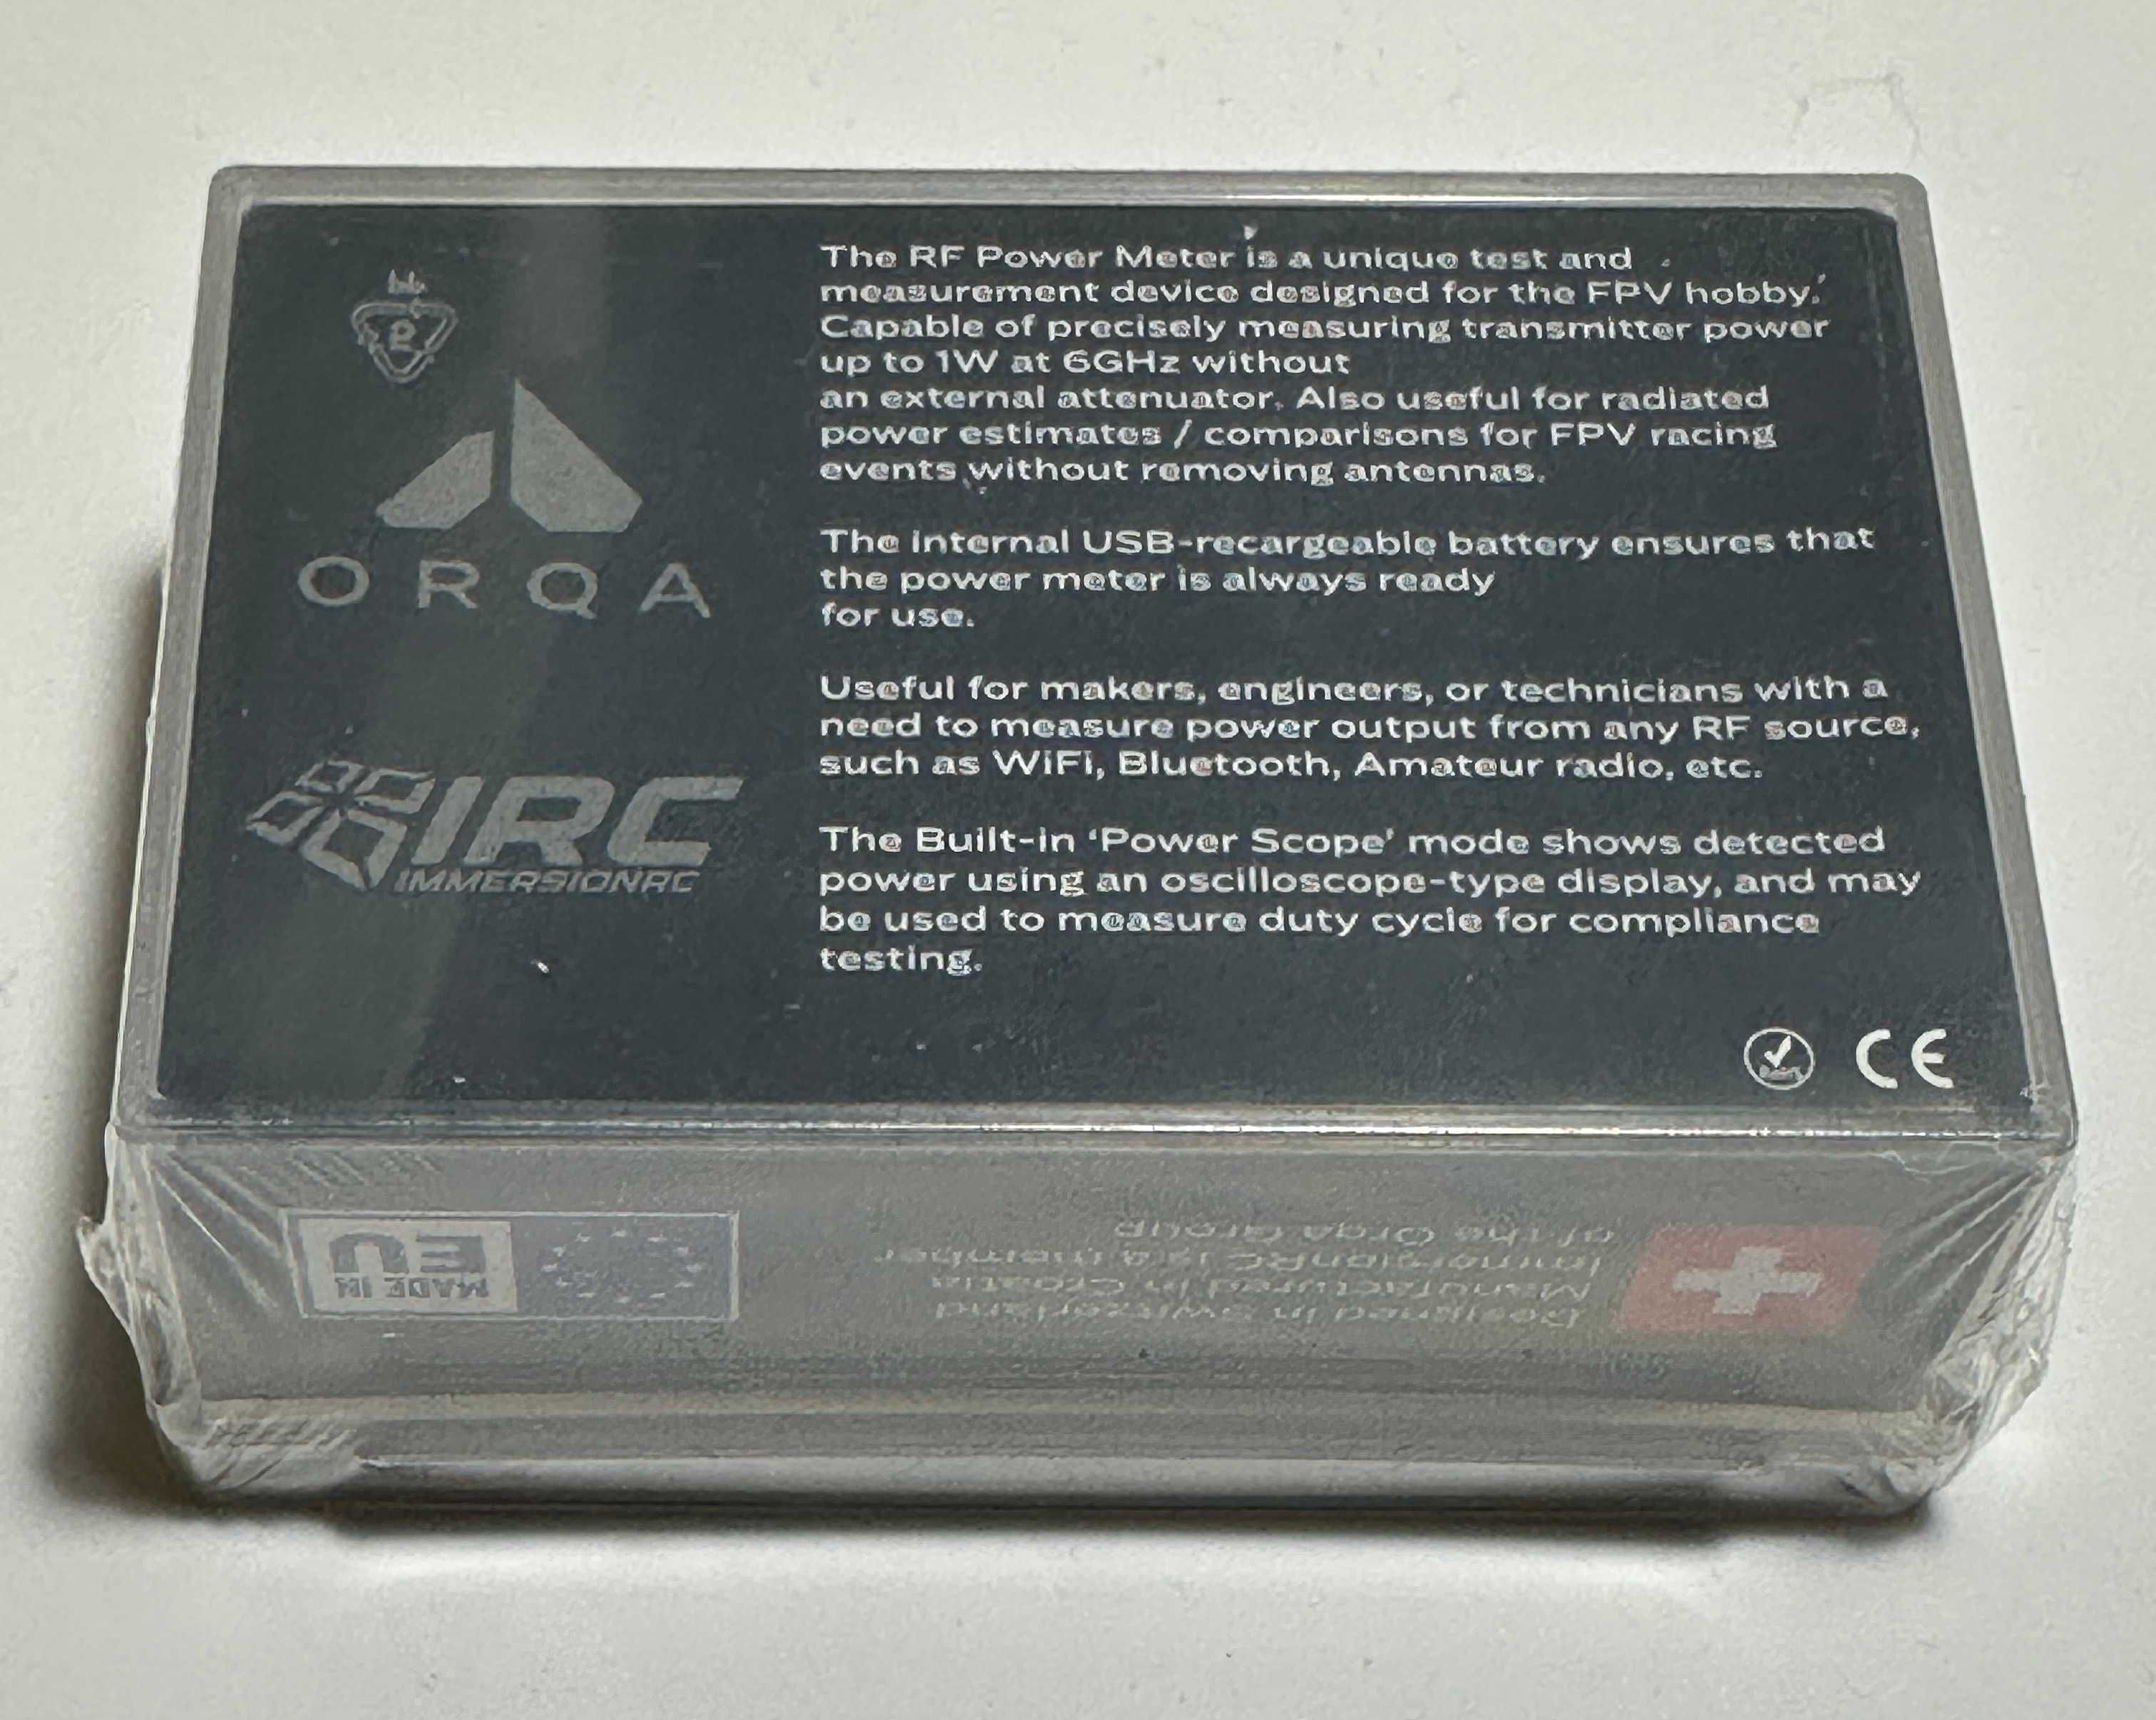 2
ORQA
IRC
IMMERSIONRC
The RF Power Meter is a unique test and
measurement device designed for the FPV hobby.
Capable of precisely measuring transmitter power
up to 1W at 6GHz without
an external attenuator. Also useful for radiated
power estimates / comparisons for FPV racing
events without removing antennas.
The internal USB-recargeable battery ensures that
the power meter is always ready
for use.
Useful for makers, engineers, or technicians with a
need to measure power output from any RF source,
such as WiFi, Bluetooth, Amateur radio, etc.
The Built-in ‘Power Scope’ mode shows detected
power using an oscilloscope-type display, and may
be used to measure duty cycle for compliance
testing.
CE
Designed in Switzerland
Manufactured in Croatia
ImmersionRC is a member
of the Orqa Group
MADE IN
EU